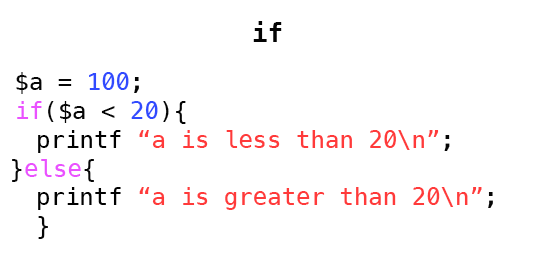 if
$a = 100;
if($a < 20){
printf “a is less than 20\n”;
}else{
printf “a is greater than 20\n”;
}